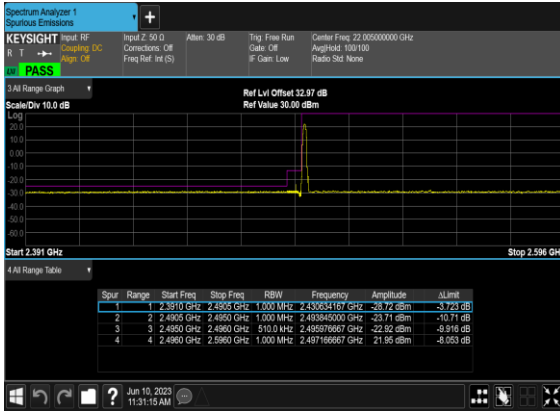 Spectrum Analyzer 1
Spurious Emissions
+
KEYSIGHT
R T
PASS
Input: RF
Coupling: DC
Align: Off
Input Z: 50 Ω
Corrections: Off
Freq Ref: Int (S)
Atten: 30 dB
Trig: Free Run
Gate: Off
IF Gain: Low
Center Freq: 22.005000000 GHz
Avg|Hold: 100/100
Radio Std: None
3 All Range Graph
Scale/Div 10.0 dB
Ref Lvl Offset 32.97 dB
Ref Value 30.00 dBm
Log
20.0
10.0
0.00
-10.0
-20.0
-30.0
-40.0
-50.0
-60.0
Start 2.391 GHz
Stop 2.596 GH
4 All Range Table
Spur Range Start Freq Stop Freq RBW Frequency Amplitude ΔLimit
1 1 2.3910 GHz 2.4905 GHz 1.000 MHz 2.430634167 GHz -28.72 dBm -3.723 dB
2 2 2.4905 GHz 2.4950 GHz 1.000 MHz 2.493845000 GHz -23.71 dBm -10.71 dB
3 3 2.4950 GHz 2.4960 GHz 510.0 kHz 2.495976667 GHz -22.92 dBm -9.916 dB
4 4 2.4960 GHz 2.5960 GHz 1.000 MHz 2.497166667 GHz 21.95 dBm -8.053 dB
?
Jun 10, 2023
11:31:15 AM